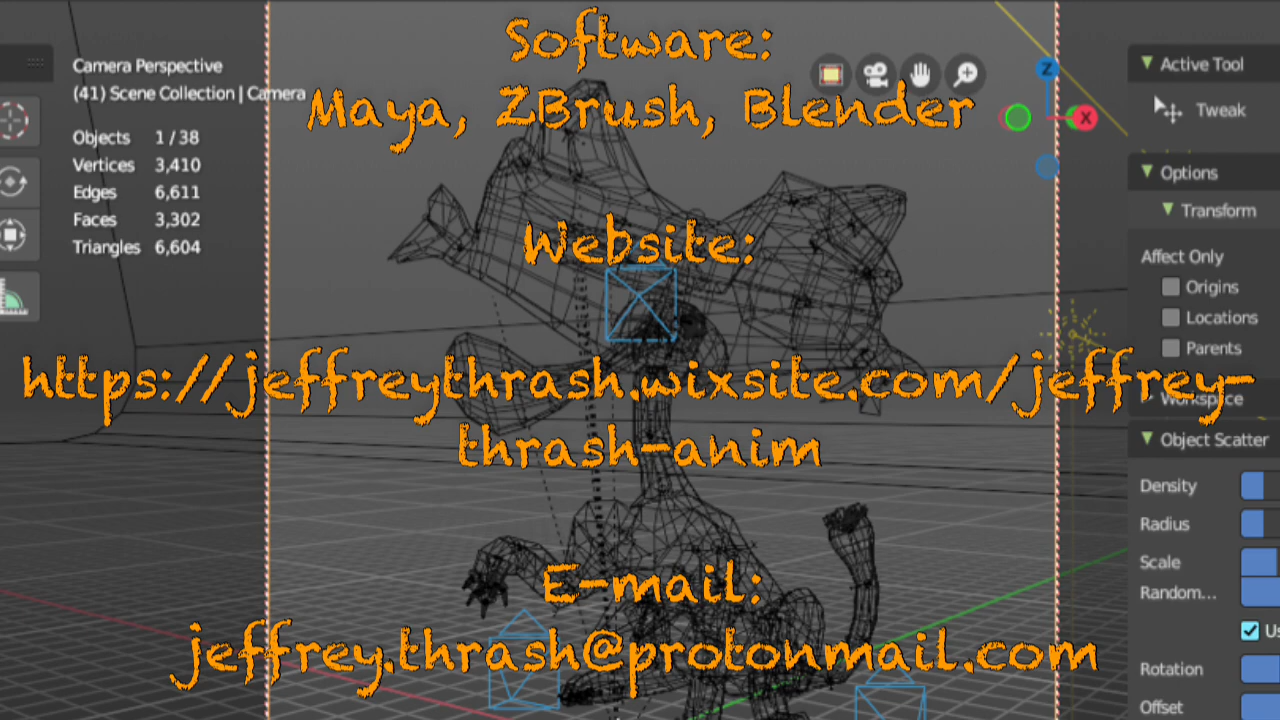 Software:
Maya, ZBrush, Blender
Website:
https://jeffreythrash.wixsite.com/jeffrey-
thrash-anim
E-mail:
jeffrey.thrash@protonmail.com
Camera Perspective
(41) Scene Collection | Camera
Objects 1 / 38
Vertices 3,410
Edges 6,611
Faces 3,302
Triangles 6,604
Z
X
Active Tool
Tweak
Options
Transform
Affect Only
Origins
Locations
Parents
Workspace
Object Scatter
Density
Radius
Scale
Random...
Rotation
Offset